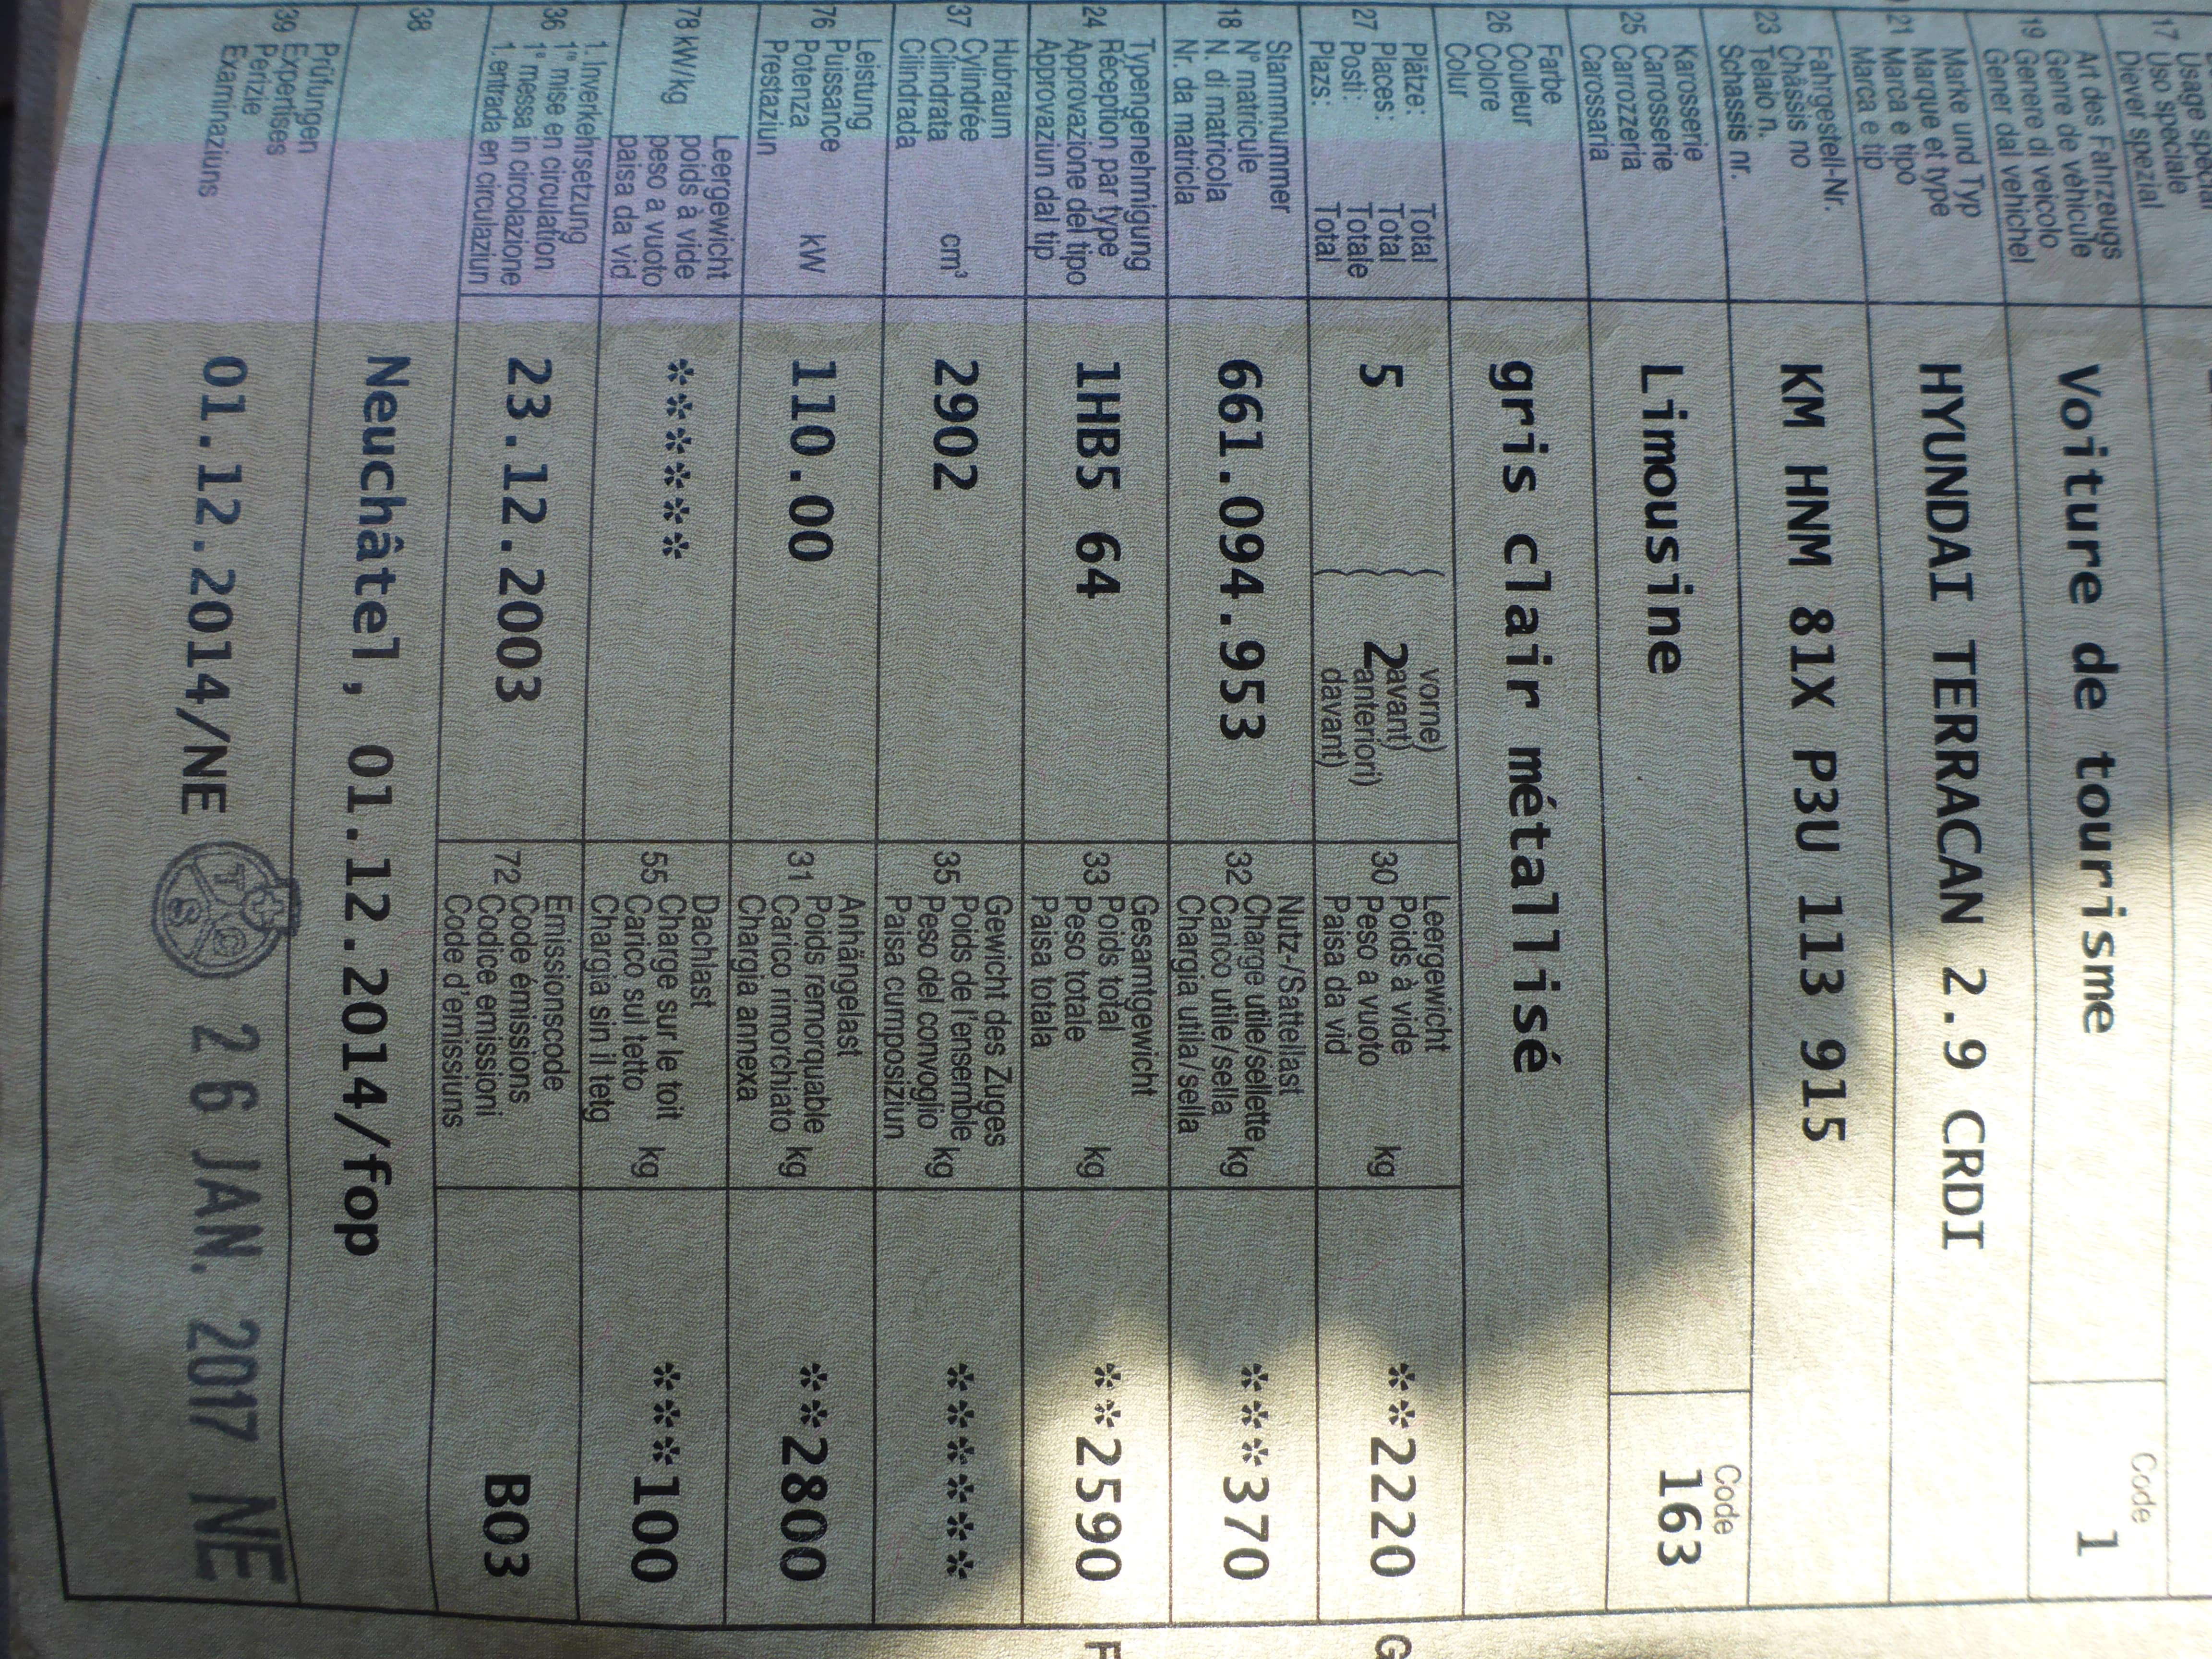 Usage spécial
17 Uso speciale
Diever spezial
Art des Fahrzeugs
Genre de véhicule
19 Genere di veicolo
Gener dal vehichel
Voiture de tourisme
Code
1
Marke und Typ
Marque et type
21 Marca e tipo
Marca e tip
HYUNDAI TERRACAN 2.9 CRDI
Fahrgestell-Nr.
Châssis no
23 Telaio n.
Schassis nr.
KM HNM 81X P3U 113 915
Karosserie
Carrosserie
25 Carrozzeria
Carossaria
Limousine
Code
163
Farbe
Couleur
26 Colore
Colur
gris clair métallisé
Plätze: Total
Places: Total
27 Posti: Totale
Plazs: Total
5
vorne)
2 avant)
anteriori)
davant)
Leergewicht
Poids à vide
30 Peso a vuoto kg
Paisa da vid
**2220 G
Stammnummer
N° matricule
18 N. di matricola
Nr. da matricla
661.094.953
Nutz-/Sattellast
Charge utile/sellette
32 Carico utile/sella kg
Chargia utila/sella
***370
Typengenehmigung
Réception par type
24 Approvazione del tipo
Approvaziun dal tip
1HB5 64
Gesamtgewicht
Poids total
33 Peso totale kg
Paisa totala
**2590 F
Hubraum
Cylindrée
37 Cilindrata cm³
Cilindrada
2902
Gewicht des Zuges
Poids de l'ensemble
35 Peso del convoglio kg
Paisa cumposiziun
******
Leistung
Puissance
76 Potenza kW
Prestaziun
110.00
Anhängelast
Poids remorquable
31 Carico rimorchiato kg
Chargia annexa
**2800
Leergewicht
poids à vide
78 kW/kg peso a vuoto
paisa da vid
******
Dachlast
Charge sur le toit
55 Carico sul tetto kg
Chargia sin il tetg
***100
1. Inverkehrsetzung
1re mise en circulation
36 1a messa in circolazione
1. entrada en circulaziun
23.12.2003
Emissionscode
Code émissions
72 Codice emissioni
Code d'emissiuns
B03
38
Neuchâtel, 01.12.2014/fop
Prüfungen
Expertises
39 Perizie
Examinaziuns
01.12.2014/NE
26 JAN. 2017 NE